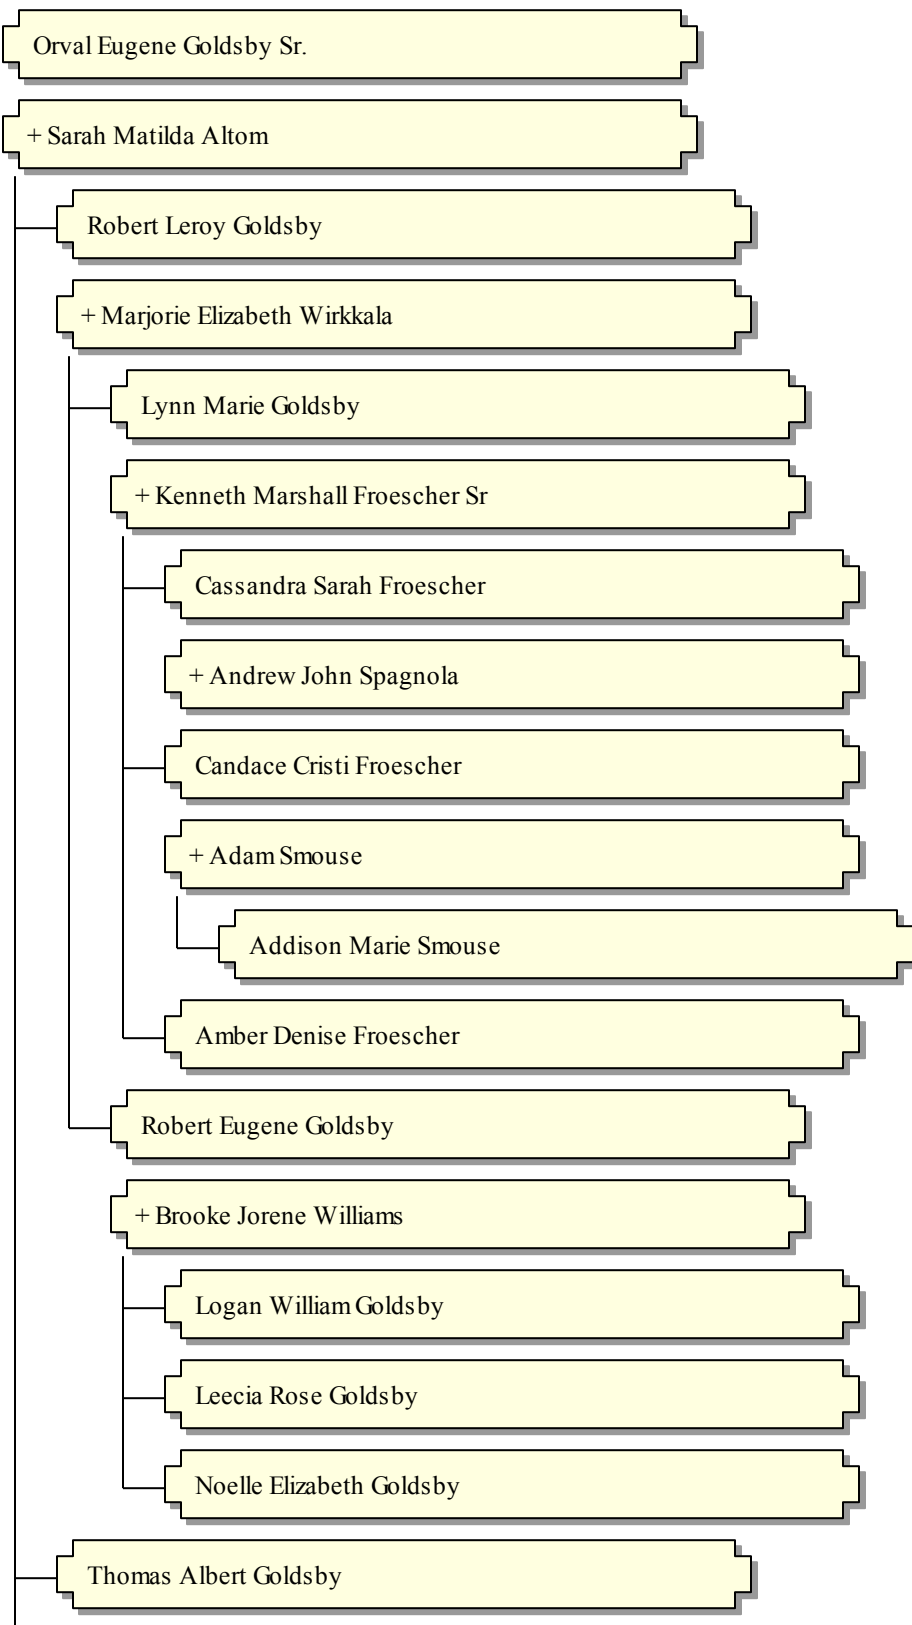 Orval Eugene Goldsby Sr.
+ Sarah Matilda Altom
Robert Leroy Goldsby
+ Marjorie Elizabeth Wirkkala
Lynn Marie Goldsby
+ Kenneth Marshall Froescher Sr
Cassandra Sarah Froescher
+ Andrew John Spagnola
Candace Cristi Froescher
+ Adam Smouse
Addison Marie Smouse
Amber Denise Froescher
Robert Eugene Goldsby
+ Brooke Jorene Williams
Logan William Goldsby
Leecia Rose Goldsby
Noelle Elizabeth Goldsby
Thomas Albert Goldsby